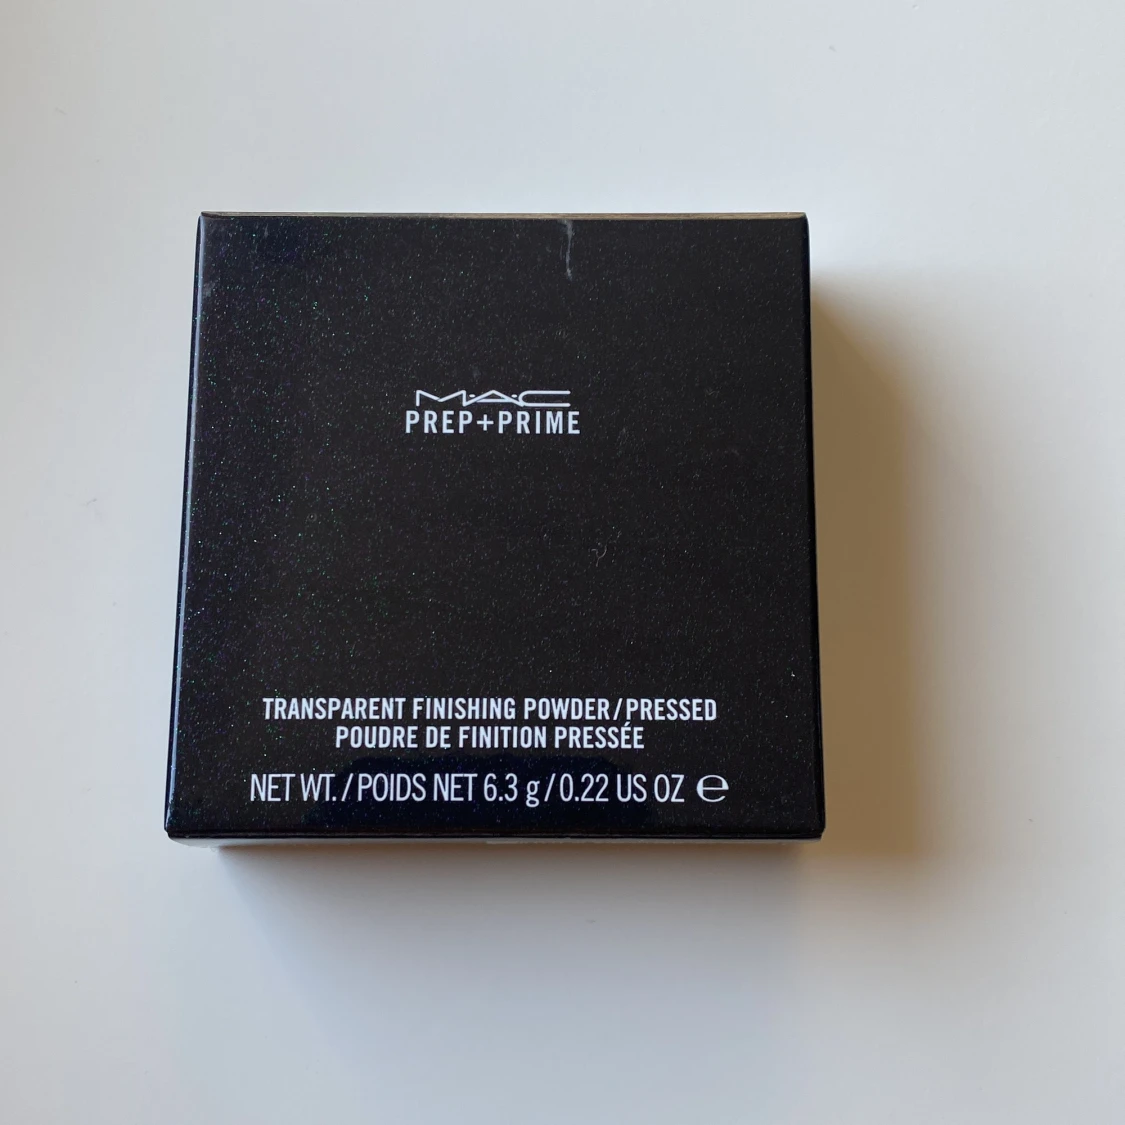 M·A·C
PREP+PRIME
TRANSPARENT FINISHING POWDER/PRESSED
POUDRE DE FINITION PRESSÉE
NET WT./POIDS NET 6.3 g/0.22 US OZ ℮